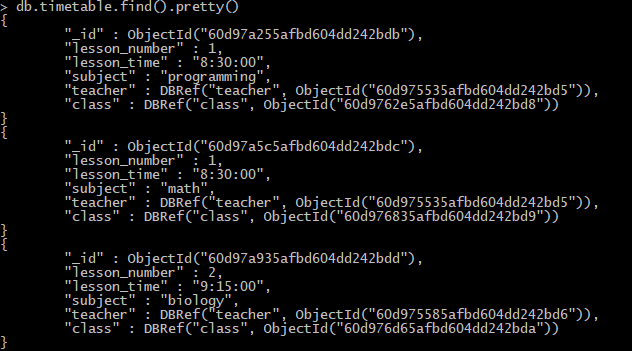 > db.timetable.find().pretty()
{
        "_id" : ObjectId("60d97a255afbd604dd242bdb"),
        "lesson_number" : 1,
        "lesson_time" : "8:30:00",
        "subject" : "programming",
        "teacher" : DBRef("teacher", ObjectId("60d975535afbd604dd242bd5")),
        "class" : DBRef("class", ObjectId("60d9762e5afbd604dd242bd8"))
}
{
        "_id" : ObjectId("60d97a5c5afbd604dd242bdc"),
        "lesson_number" : 1,
        "lesson_time" : "8:30:00",
        "subject" : "math",
        "teacher" : DBRef("teacher", ObjectId("60d975535afbd604dd242bd5")),
        "class" : DBRef("class", ObjectId("60d976835afbd604dd242bd9"))
}
{
        "_id" : ObjectId("60d97a935afbd604dd242bdd"),
        "lesson_number" : 2,
        "lesson_time" : "9:15:00",
        "subject" : "biology",
        "teacher" : DBRef("teacher", ObjectId("60d975585afbd604dd242bd6")),
        "class" : DBRef("class", ObjectId("60d976d65afbd604dd242bda"))
}